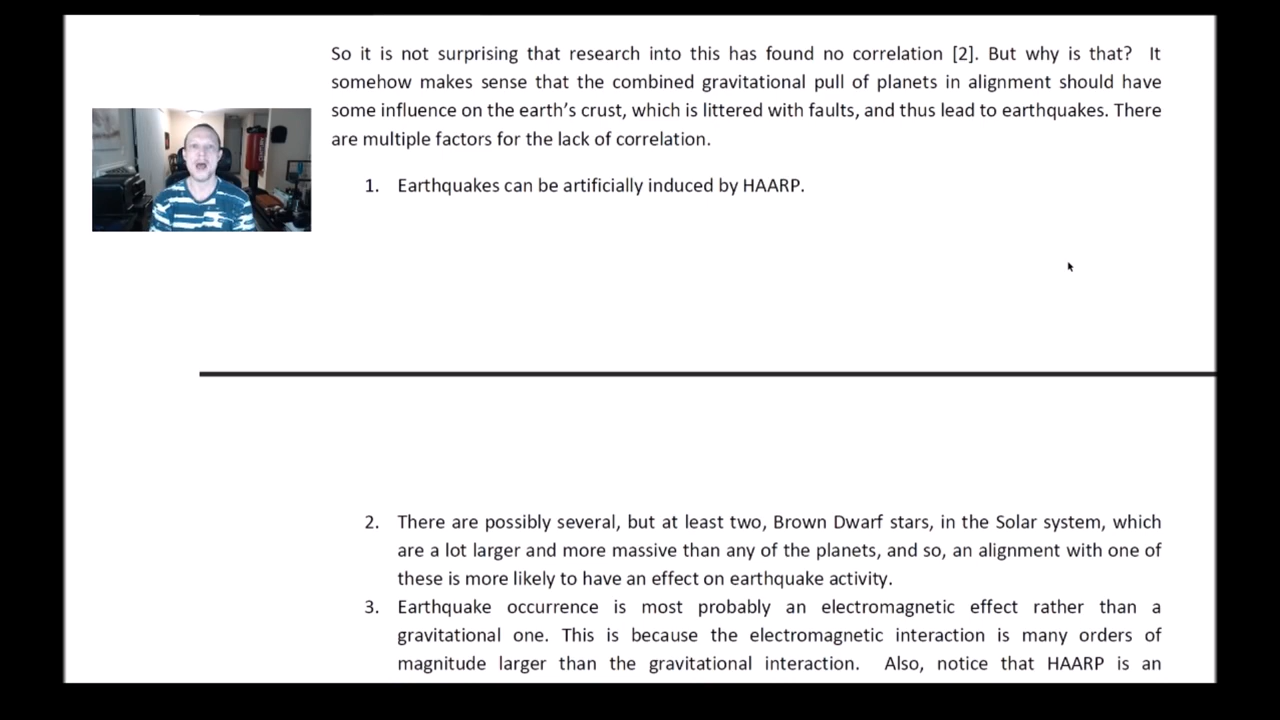 So it is not surprising that research into this has found no correlation [2]. But why is that? It
somehow makes sense that the combined gravitational pull of planets in alignment should have
some influence on the earth's crust, which is littered with faults, and thus lead to earthquakes. There
are multiple factors for the lack of correlation.
1. Earthquakes can be artificially induced by HAARP.
2. There are possibly several, but at least two, Brown Dwarf stars, in the Solar system, which
are a lot larger and more massive than any of the planets, and so, an alignment with one of
these is more likely to have an effect on earthquake activity.
3. Earthquake occurrence is most probably an electromagnetic effect rather than a
gravitational one. This is because the electromagnetic interaction is many orders of
magnitude larger than the gravitational interaction. Also, notice that HAARP is an